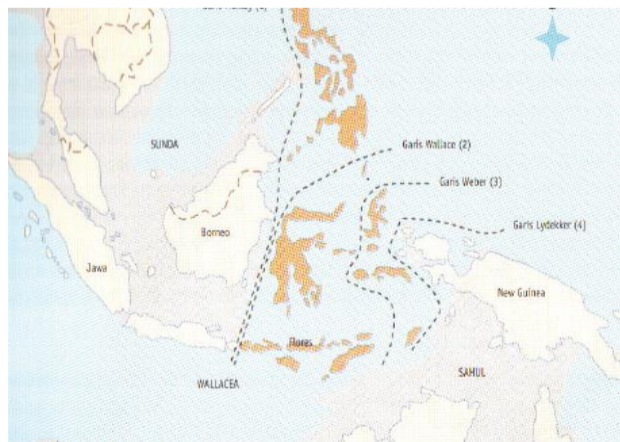 SUNDA
Garis Wallace (2)
Garis Weber (3)
Garis Lydekker (4)
Borneo
Jawa
New Guinea
Flores
WALLACEA
SAHUL